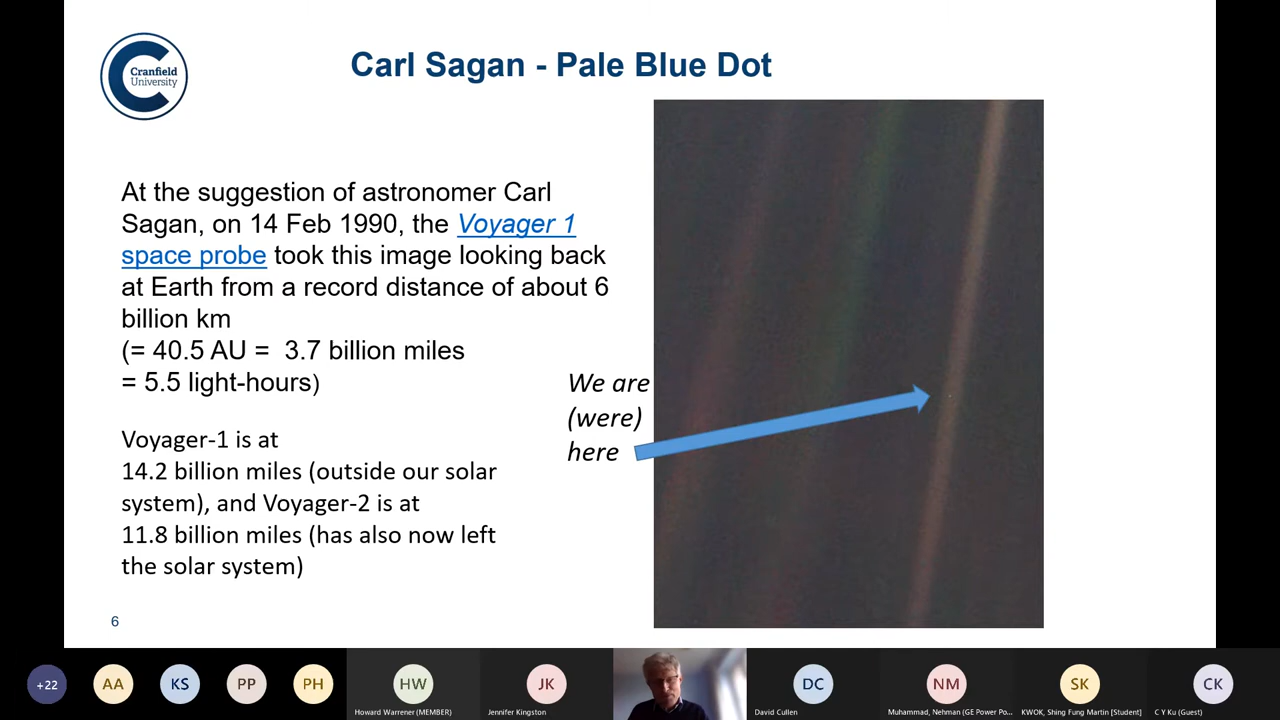 Cranfield
University
Carl Sagan - Pale Blue Dot
At the suggestion of astronomer Carl
Sagan, on 14 Feb 1990, the Voyager 1
space probe took this image looking back
at Earth from a record distance of about 6
billion km
(= 40.5 AU =  3.7 billion miles
= 5.5 light-hours)
We are
(were)
here
Voyager-1 is at
14.2 billion miles (outside our solar
system), and Voyager-2 is at
11.8 billion miles (has also now left
the solar system)
6
+22
AA
KS
PP
PH
HW
JK
DC
NM
SK
CK
Howard Warrener (MEMBER)
Jennifer Kingston
David Cullen
Muhammad, Nehman (GE Power Po...
KWOK, Shing Fung Martin [Student]
C Y Ku (Guest)